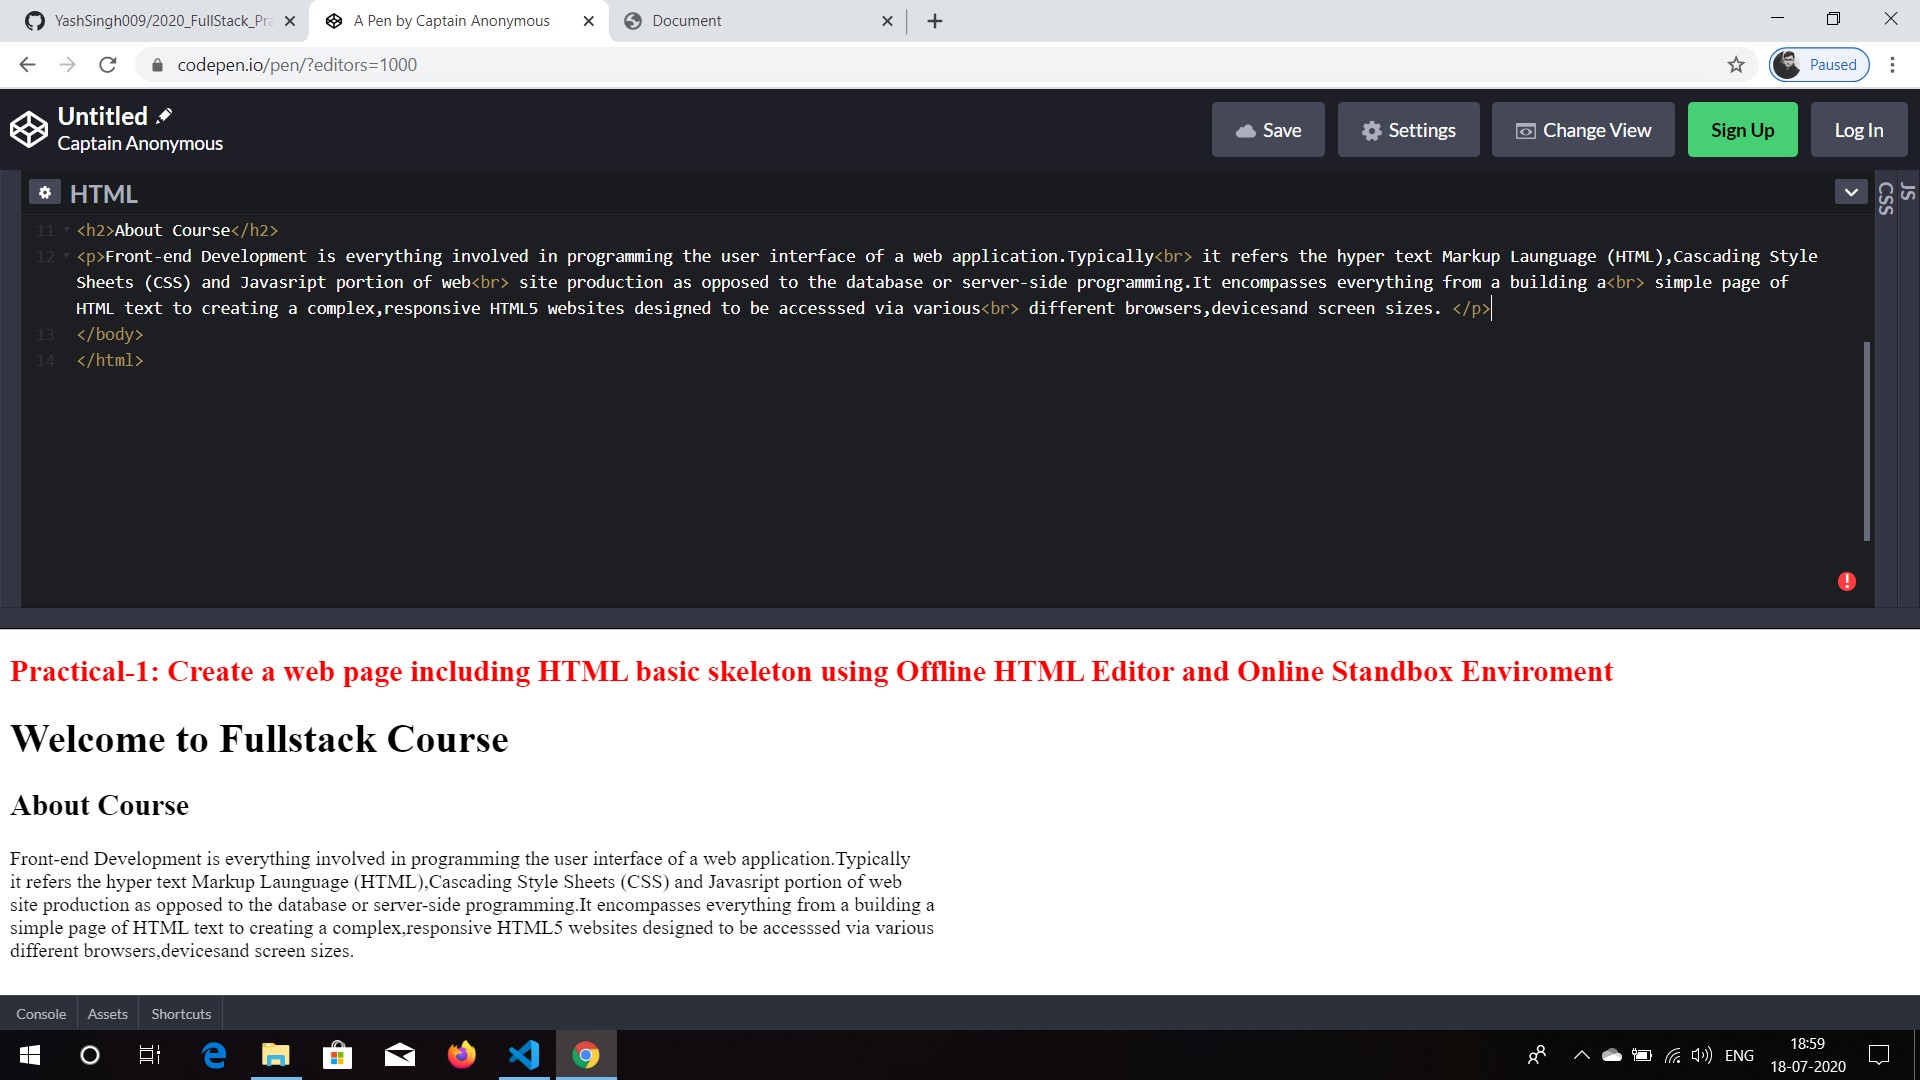 YashSingh009/2020_FullStack_Pra
A Pen by Captain Anonymous
Document
codepen.io/pen/?editors=1000
Paused
Untitled
Captain Anonymous
Save
Settings
Change View
Sign Up
Log In
HTML
CSS
JS
11 <h2>About Course</h2>
12 <p>Front-end Development is everything involved in programming the user interface of a web application.Typically<br> it refers the hyper text Markup Launguage (HTML),Cascading Style
Sheets (CSS) and Javasript portion of web<br> site production as opposed to the database or server-side programming.It encompasses everything from a building a<br> simple page of
HTML text to creating a complex,responsive HTML5 websites designed to be accesssed via various<br> different browsers,devicesand screen sizes. </p>
13 </body>
14 </html>
Practical-1: Create a web page including HTML basic skeleton using Offline HTML Editor and Online Standbox Enviroment
Welcome to Fullstack Course
About Course
Front-end Development is everything involved in programming the user interface of a web application.Typically
it refers the hyper text Markup Launguage (HTML),Cascading Style Sheets (CSS) and Javasript portion of web
site production as opposed to the database or server-side programming.It encompasses everything from a building a
simple page of HTML text to creating a complex,responsive HTML5 websites designed to be accesssed via various
different browsers,devicesand screen sizes.
Console
Assets
Shortcuts
ENG
18:59
18-07-2020